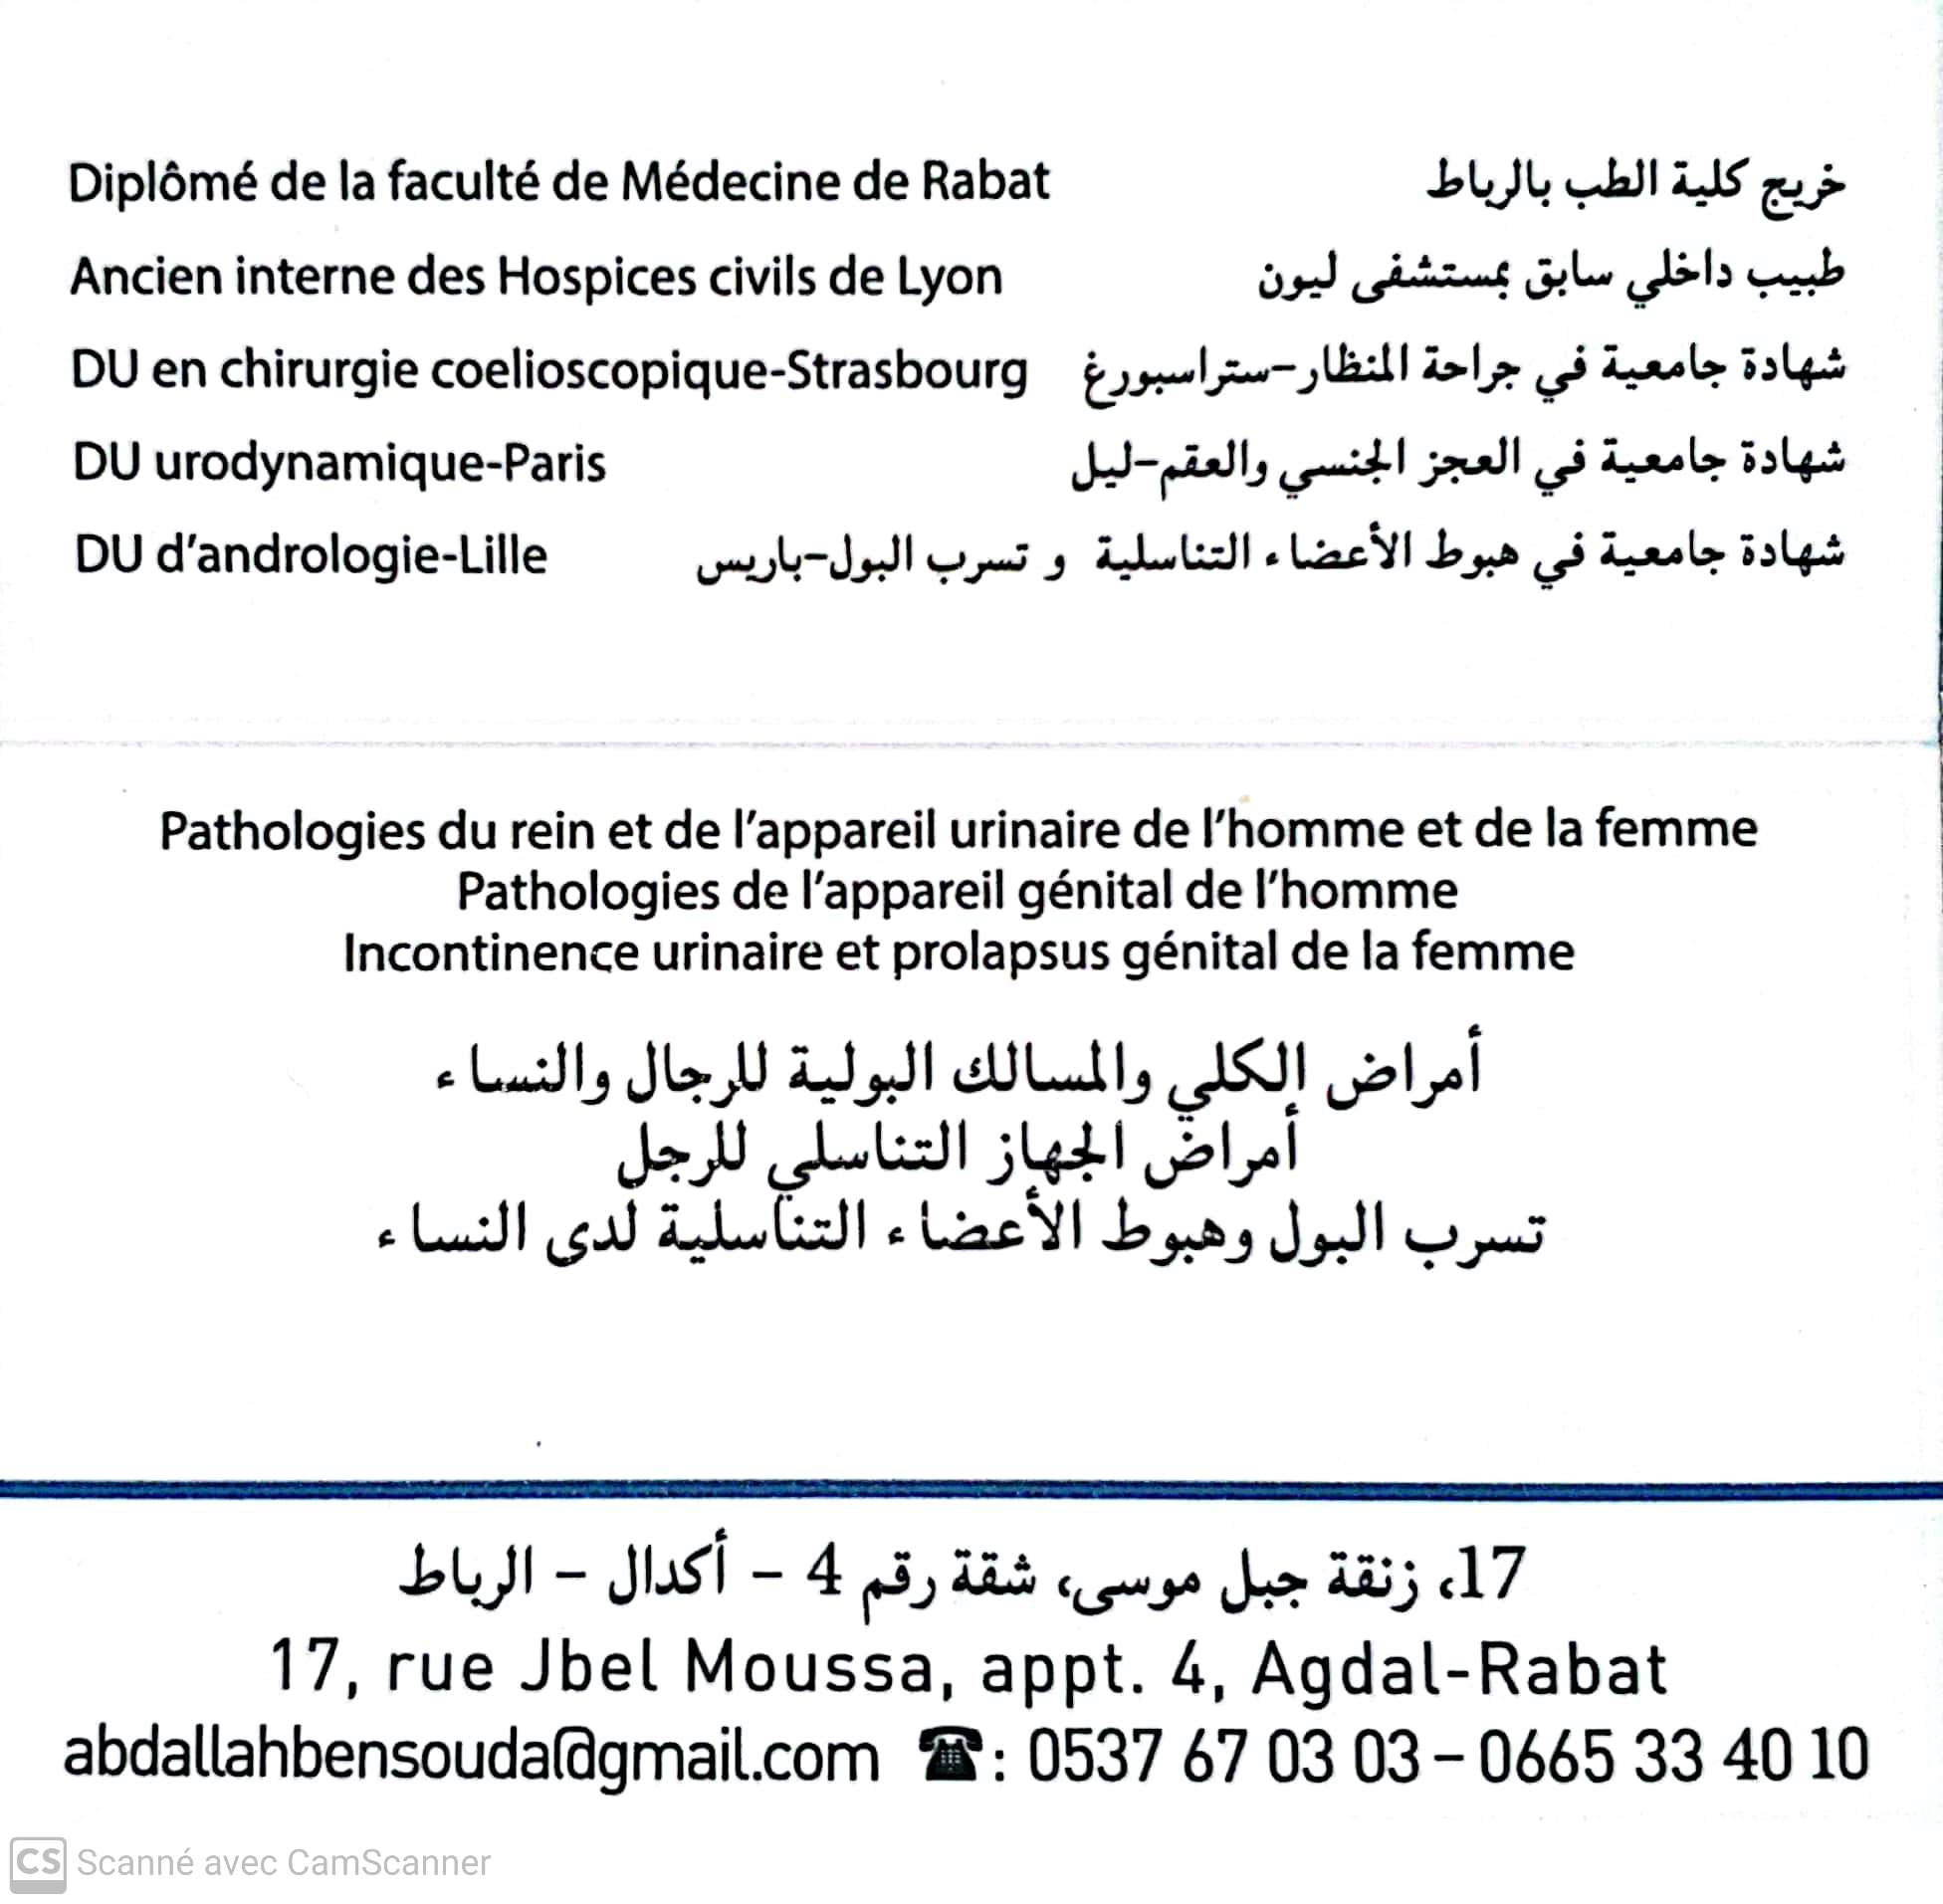 Diplômé de la faculté de Médecine de Rabat
خريج كلية الطب بالرباط
Ancien interne des Hospices civils de Lyon
طبيب داخلي سابق بمستشفى ليون
DU en chirurgie coelioscopique-Strasbourg
شهادة جامعية في جراحة المنظار-ستراسبورغ
DU urodynamique-Paris
شهادة جامعية في العجز الجنسي والعقم-ليل
DU d'andrologie-Lille
شهادة جامعية في هبوط الأعضاء التناسلية و تسرب البول-باريس
Pathologies du rein et de l'appareil urinaire de l'homme et de la femme
Pathologies de l'appareil génital de l'homme
Incontinence urinaire et prolapsus génital de la femme
أمراض الكلي والمسالك البولية للرجال والنساء
أمراض الجهاز التناسلي للرجل
تسرب البول وهبوط الأعضاء التناسلية لدى النساء
17، زنقة جبل موسى، شقة رقم 4 – أكدال – الرباط
17, rue Jbel Moussa, appt. 4, Agdal-Rabat
abdallahbensouda@gmail.com ☎: 0537 67 03 03 – 0665 33 40 10
CS Scanné avec CamScanner